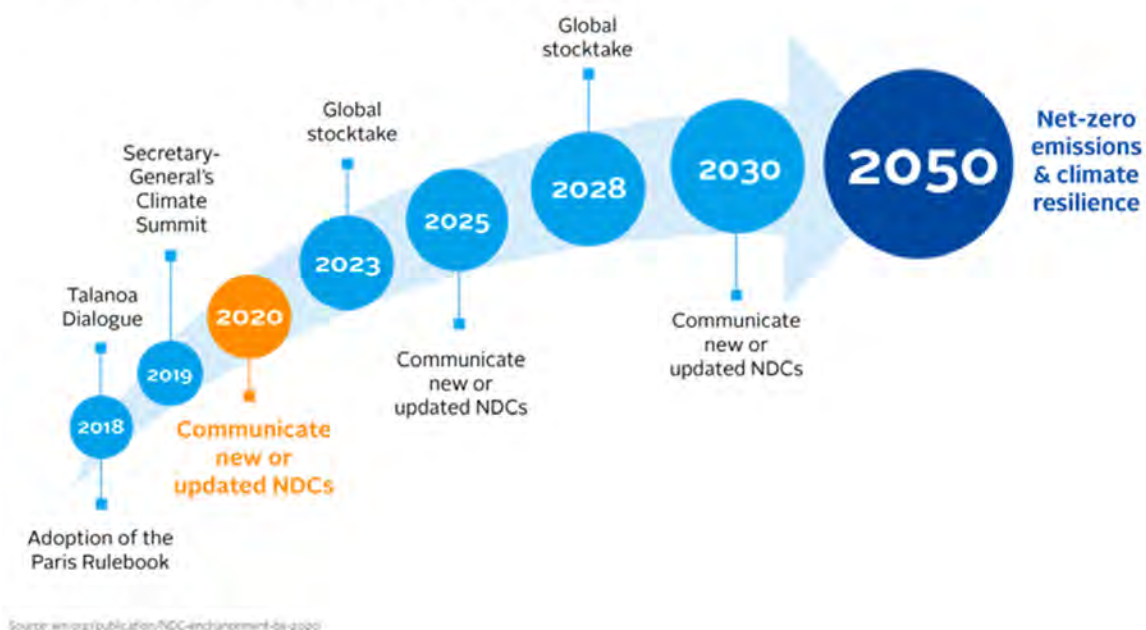 Global
stocktake
Global
stocktake
Secretary-
General's
Climate
Summit
Talanoa
Dialogue
2018
2019
2020
2023
2025
2028
2030
2050
Net-zero
emissions
& climate
resilience
Communicate
new or
updated NDCs
Communicate
new or
updated NDCs
Communicate
new or
updated NDCs
Adoption of the
Paris Rulebook
Source: